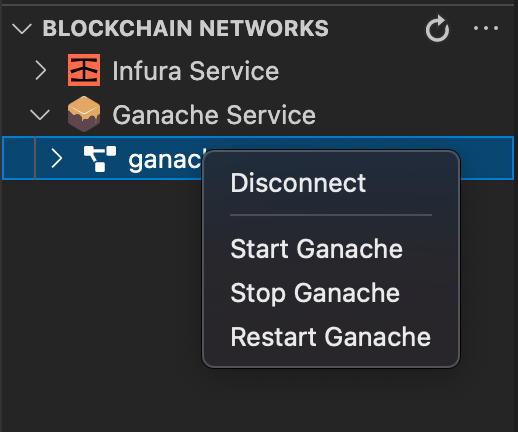 BLOCKCHAIN NETWORKS
Infura Service
Ganache Service
ganac
Disconnect
Start Ganache
Stop Ganache
Restart Ganache